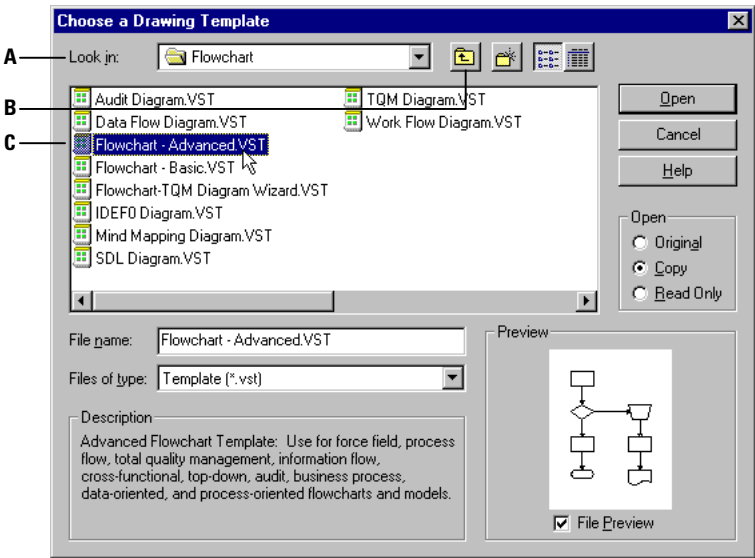 Choose a Drawing Template
A
Look in:
Flowchart
B
C
Audit Diagram.VST
Data Flow Diagram.VST
Flowchart - Advanced.VST
Flowchart - Basic.VST
Flowchart-TQM Diagram Wizard.VST
IDEF0 Diagram.VST
Mind Mapping Diagram.VST
SDL Diagram.VST
TQM Diagram.VST
Work Flow Diagram.VST
Open
Cancel
Help
Open
Original
Copy
Read Only
File name:
Flowchart - Advanced.VST
Files of type:
Template (*.vst)
Description
Advanced Flowchart Template: Use for force field, process
flow, total quality management, information flow,
cross-functional, top-down, audit, business process,
data-oriented, and process-oriented flowcharts and models.
Preview
File Preview